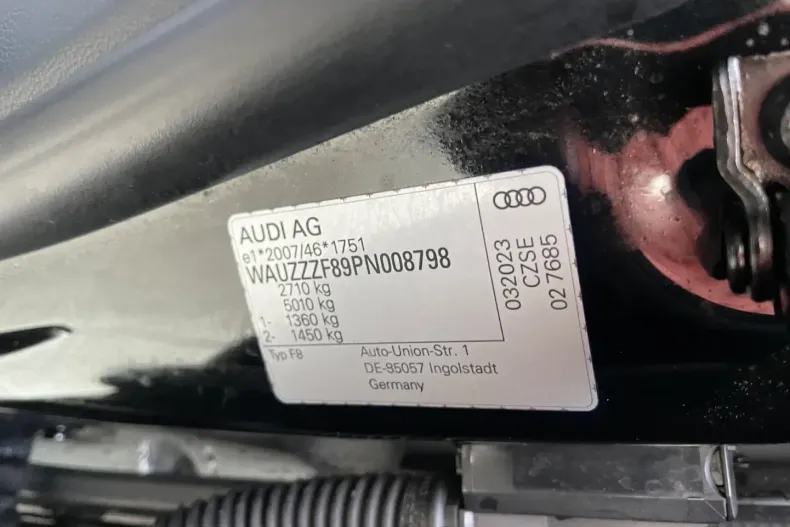 AUDI AG
e1*2007/46*1751
WAUZZZF89PN008798
2710 kg
5010 kg
1- 1360 kg
2- 1450 kg
Typ F8
Auto-Union-Str. 1
DE-85057 Ingolstadt
Germany
032023
CZSE
02 7685